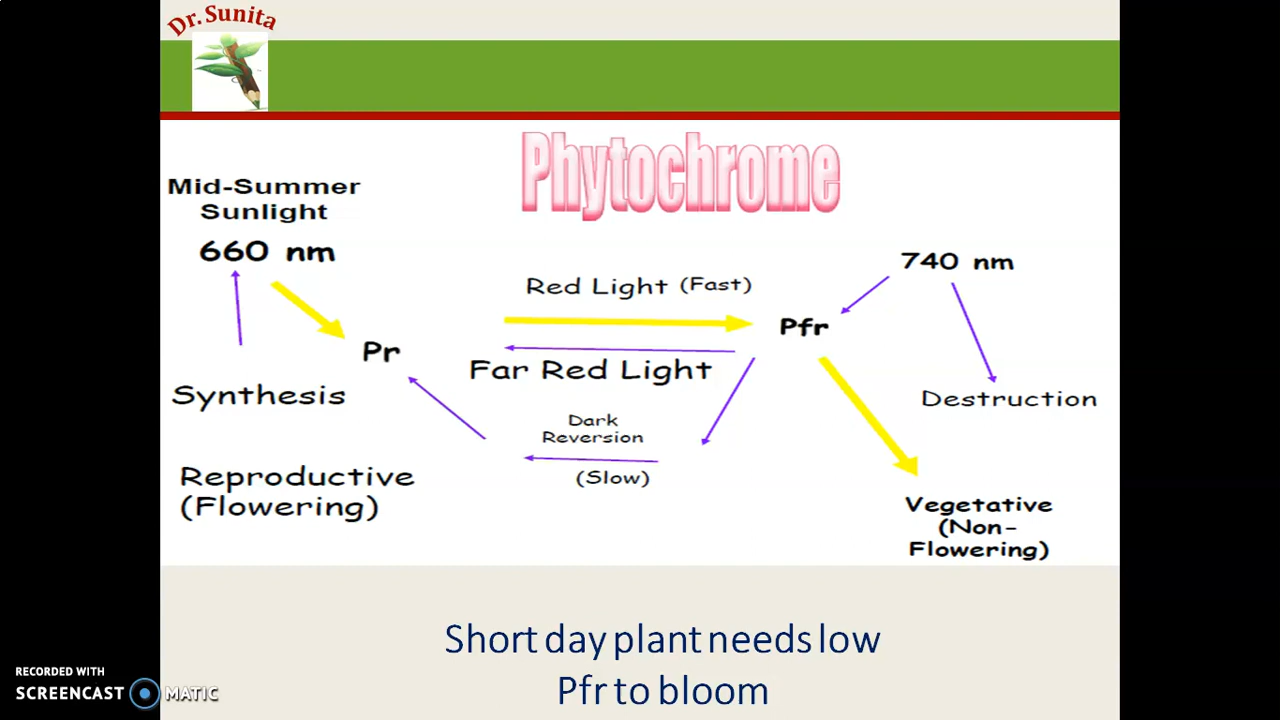 Dr. Sunita
Phytochrome
Mid-Summer
Sunlight
660 nm
Red Light (Fast)
740 nm
Pr
Pfr
Far Red Light
Synthesis
Destruction
Dark
Reversion
(Slow)
Reproductive
(Flowering)
Vegetative
(Non-
Flowering)
Short day plant needs low
Pfr to bloom
RECORDED WITH
SCREENCAST MATIC